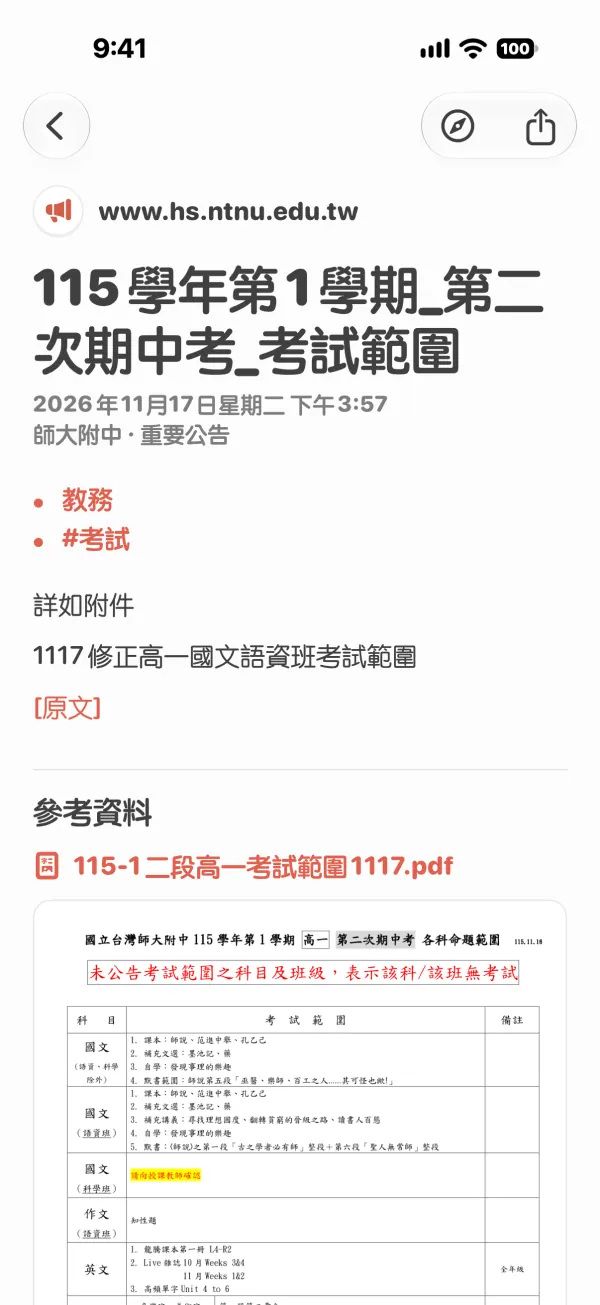 9:41
100
www.hs.ntnu.edu.tw
115 學年第 1 學期_第二
次期中考_考試範圍
2026 年 11 月 17 日星期二 下午 3:57
師大附中 · 重要公告
• 教務
• #考試
詳如附件
1117 修正高一國文語資班考試範圍
[原文]
參考資料
115-1 二段高一考試範圍 1117.pdf
國立台灣師大附中 115 學年第 1 學期 高一 第二次期中考 各科命題範圍 115.11.16
未公告考試範圍之科目及班級，表示該科/該班無考試
科 目 考 試 範 圍 備註
國文
(語資、科學
除外)
1. 課本：師說、范進中舉、孔乙己
2. 補充文選：墨池記、藥
3. 自學：發現事理的樂趣
4. 默書範圍：師說第五段「巫醫、樂師、百工之人……其可怪也歟!」
國文
(語資班)
1. 課本：師說、范進中舉、孔乙己
2. 補充文選：墨池記、藥
3. 補充講義：尋找理想國度、翻轉貧窮的晉級之路、讀書人百態
4. 自學：發現事理的樂趣
5. 默書：(師說)之第一段「古之學者必有師」整段＋第六段「聖人無常師」整段
國文
(科學班)
請向授課教師確認
作文
(語資班)
知性題
英文
1. 龍騰課本第一冊 L4-R2
2. Live 雜誌 10 月 Weeks 3&4
11 月 Weeks 1&2
3. 高頻單字 Unit 4 to 6
全年級